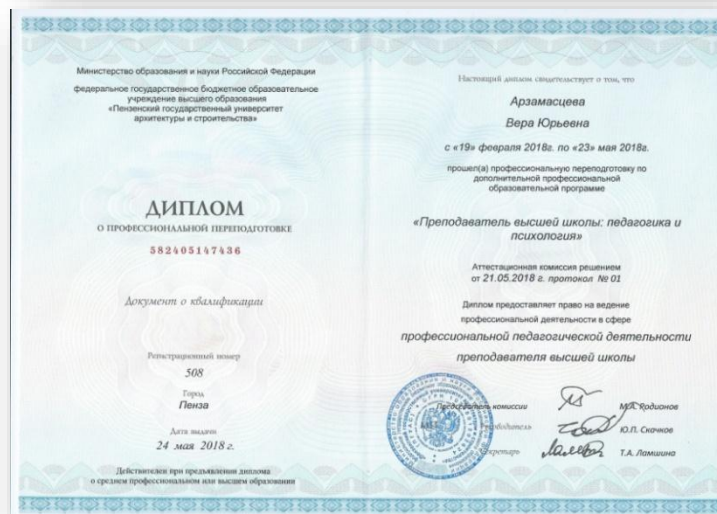 Министерство образования и науки Российской Федерации
федеральное государственное бюджетное образовательное
учреждение высшего образования
«Пензенский государственный университет
архитектуры и строительства»
ДИПЛОМ
О ПРОФЕССИОНАЛЬНОЙ ПЕРЕПОДГОТОВКЕ
582405147436
Документ о квалификации
Регистрационный номер
508
Город
Пенза
Дата выдачи
24 мая 2018 г.
Действителен при предъявлении диплома
о среднем профессиональном или высшем образовании
Настоящий диплом свидетельствует о том, что
Арзамасцева
Вера Юрьевна
с «19» февраля 2018г. по «23» мая 2018г.
прошел(а) профессиональную переподготовку по
дополнительной профессиональной
образовательной программе
«Преподаватель высшей школы: педагогика и
психология»
Аттестационная комиссия решением
от 21.05.2018 г. протокол № 01
Диплом предоставляет право на ведение
профессиональной деятельности в сфере
профессиональной педагогической деятельности
преподавателя высшей школы
Председатель комиссии М.А. Родионов
Руководитель Ю.П. Скачков
Секретарь Т.А. Ламшина